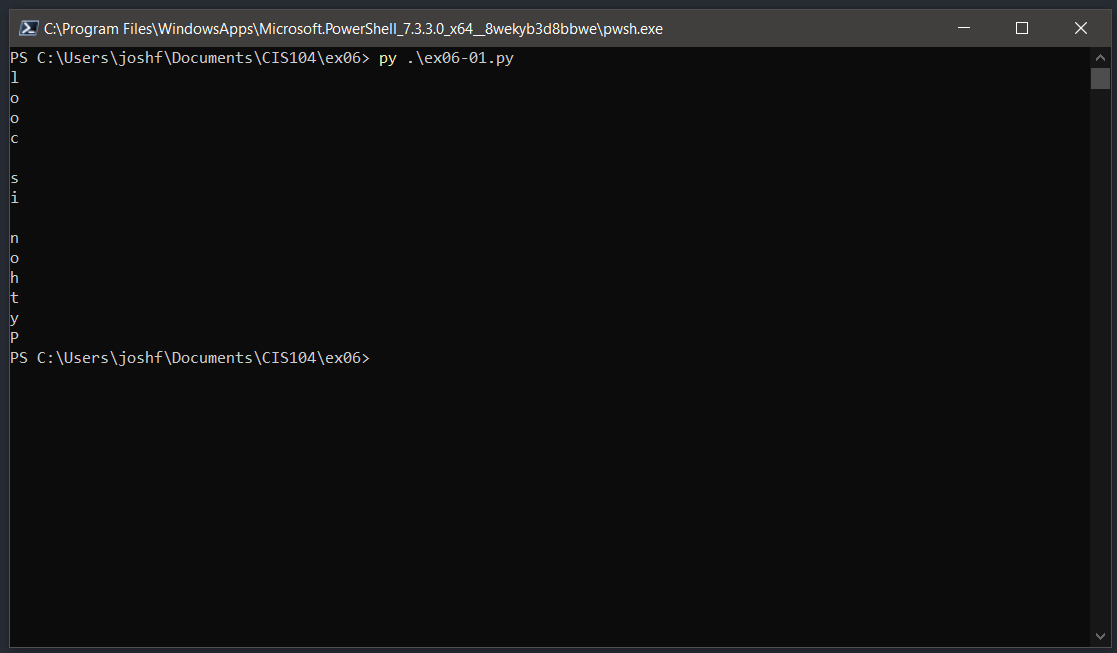 C:\Program Files\WindowsApps\Microsoft.PowerShell_7.3.3.0_x64__8wekyb3d8bbwe\pwsh.exe
PS C:\Users\joshf\Documents\CIS104\ex06> py .\ex06-01.py
l
o
o
c

s
i

n
o
h
t
y
P
PS C:\Users\joshf\Documents\CIS104\ex06>